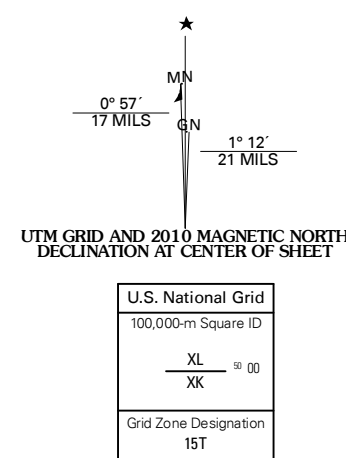 MN
0° 57´
17 MILS
GN
1° 12´
21 MILS
UTM GRID AND 2010 MAGNETIC NORTH
DECLINATION AT CENTER OF SHEET
U.S. National Grid
100,000-m Square ID
XL
50 00
XK
Grid Zone Designation
15T